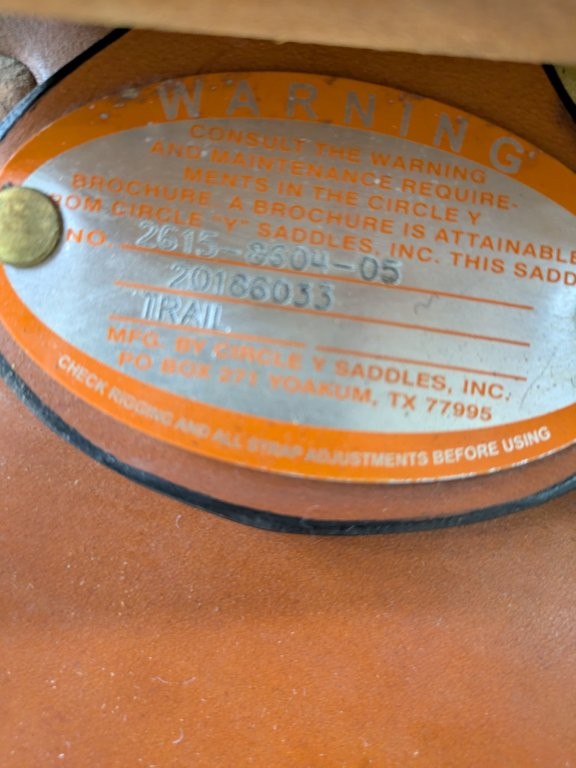 WARNING
CONSULT THE WARNING
AND MAINTENANCE REQUIRE-
MENTS IN THE CIRCLE Y
BROCHURE. A BROCHURE IS ATTAINABLE
ROM CIRCLE "Y" SADDLES, INC. THIS SADD
NO. 2515-8604-05
20186033
TRAIL
MFG. BY CIRCLE Y SADDLES, INC.
PO BOX 271 YOAKUM, TX 77995
CHECK RIGGING AND ALL STRAP ADJUSTMENTS BEFORE USING